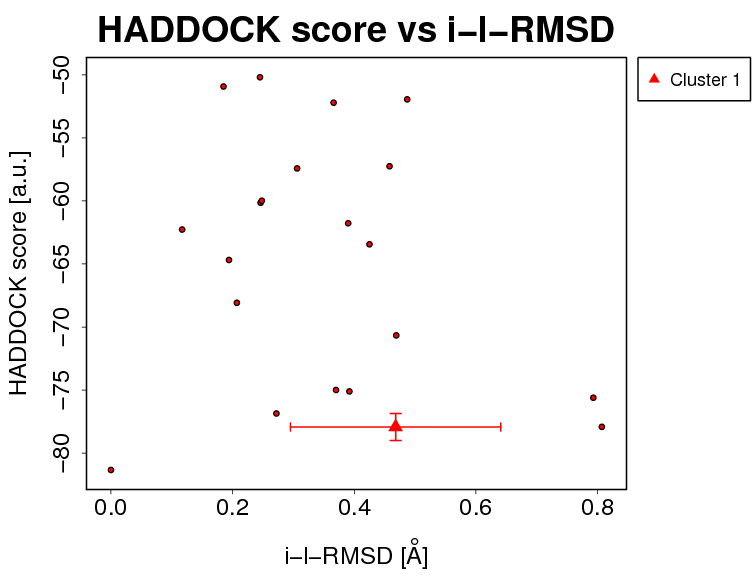 HADDOCK score vs i−l−RMSD
Cluster 1
HADDOCK score [a.u.]
−50
−55
−60
−65
−70
−75
−80
0.0 0.2 0.4 0.6 0.8
i−l−RMSD [Å]